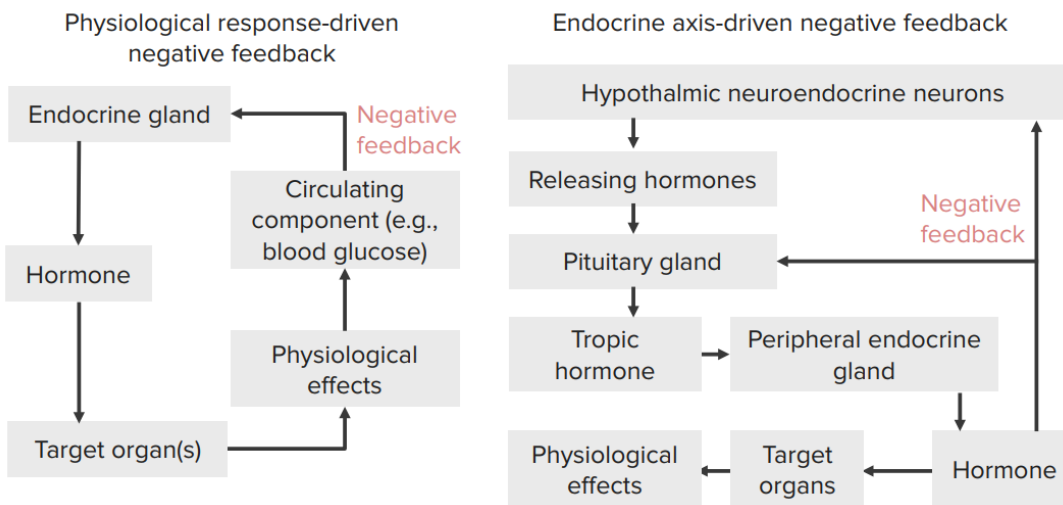 Physiological response-driven
negative feedback
Endocrine gland
Negative
feedback
Circulating
component (e.g.,
blood glucose)
Hormone
Physiological
effects
Target organ(s)
Endocrine axis-driven negative feedback
Hypothalmic neuroendocrine neurons
Releasing hormones
Negative
feedback
Pituitary gland
Tropic
hormone
Peripheral endocrine
gland
Physiological
effects
Target
organs
Hormone